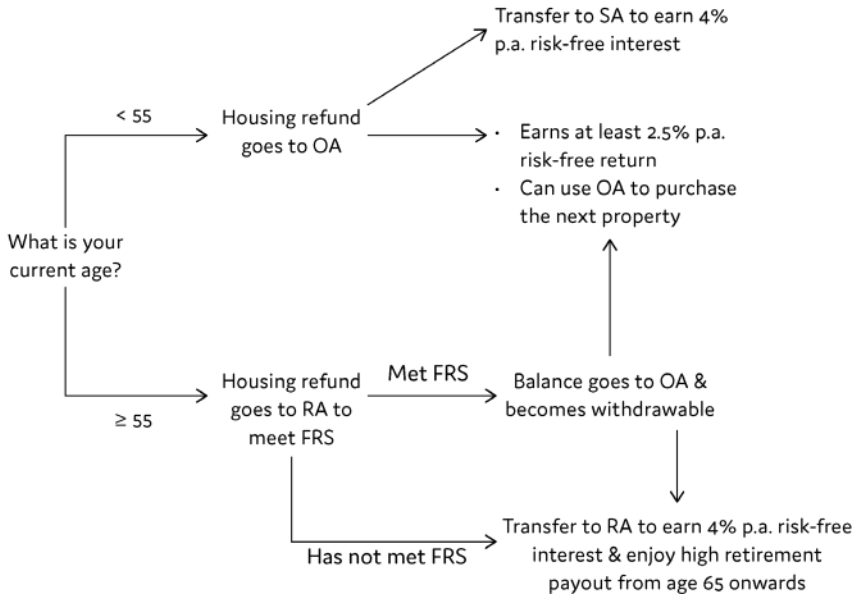 Transfer to SA to earn 4%
p.a. risk-free interest
< 55
Housing refund
goes to OA
· Earns at least 2.5% p.a.
risk-free return
· Can use OA to purchase
the next property
What is your
current age?
≥ 55
Housing refund
goes to RA to
meet FRS
Met FRS
Balance goes to OA &
becomes withdrawable
Has not met FRS
Transfer to RA to earn 4% p.a. risk-free
interest & enjoy high retirement
payout from age 65 onwards